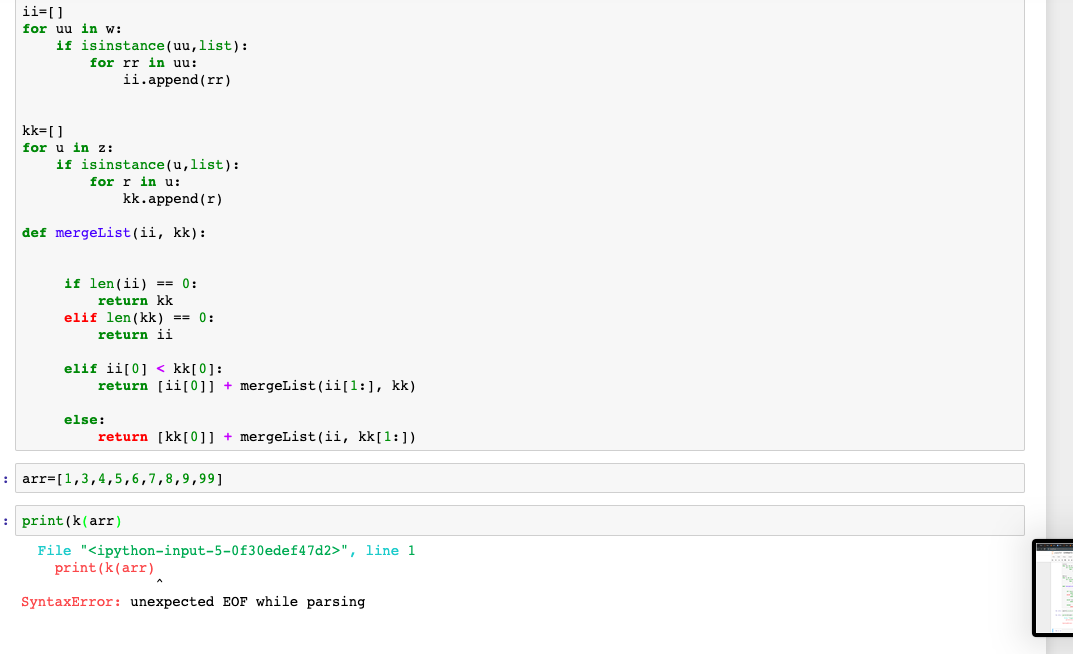 ii=[]
for uu in w:
    if isinstance(uu,list):
        for rr in uu:
            ii.append(rr)
kk=[]
for u in z:
    if isinstance(u,list):
        for r in u:
            kk.append(r)
def mergeList(ii, kk):
     if len(ii) == 0:
         return kk
     elif len(kk) == 0:
         return ii
     elif ii[0] < kk[0]:
         return [ii[0]] + mergeList(ii[1:], kk)
     else:
         return [kk[0]] + mergeList(ii, kk[1:])
: arr=[1,3,4,5,6,7,8,9,99]
: print(k(arr)
  File "<ipython-input-5-0f30edef47d2>", line 1
    print(k(arr)
                ^
SyntaxError: unexpected EOF while parsing